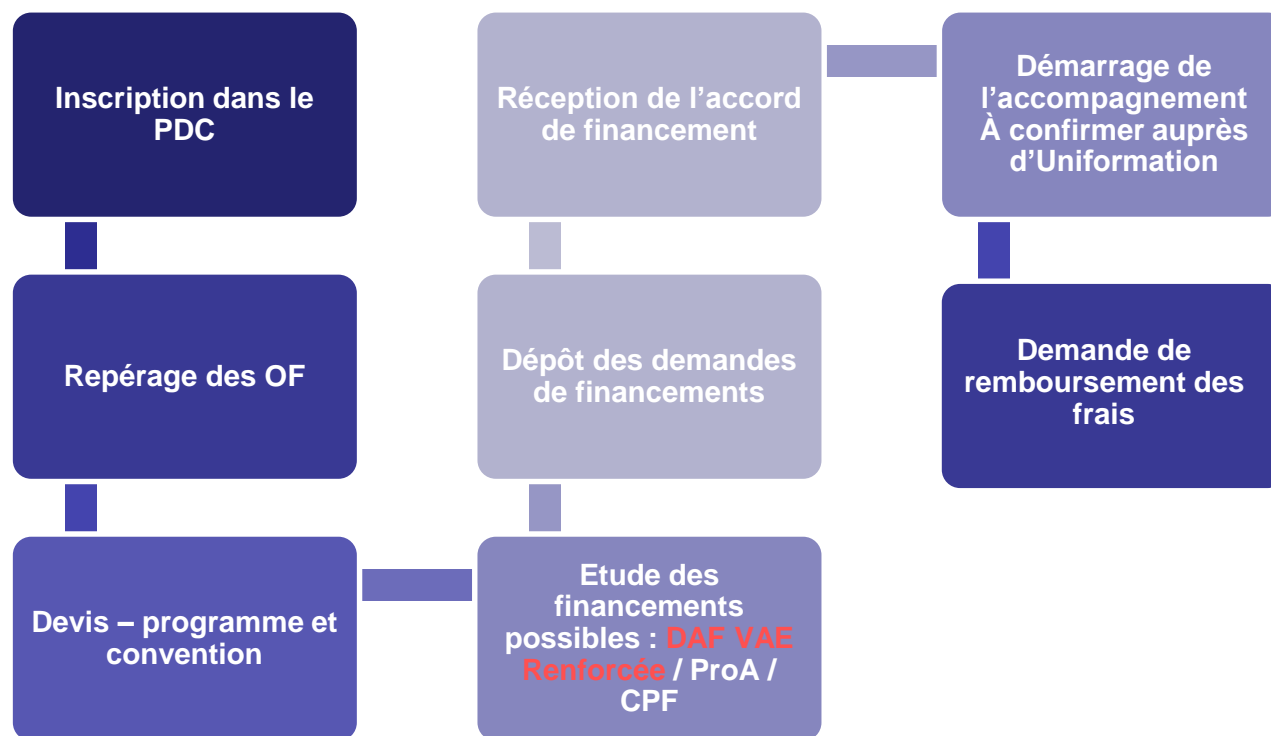 Inscription dans le
PDC
Repérage des OF
Devis – programme et
convention
Etude des
financements
possibles : DAF VAE
Renforcée / ProA /
CPF
Dépôt des demandes
de financements
Réception de l’accord
de financement
Démarrage de
l’accompagnement
À confirmer auprès
d’Uniformation
Demande de
remboursement des
frais